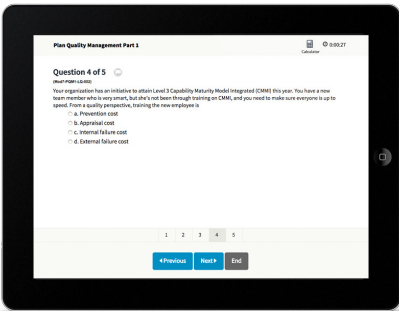 Plan Quality Management Part 1
0:00:27
Calculator
Question 4 of 5
Your organization has an initiative to attain Level 3 Capability Maturity Model Integrated (CMMI) this year. You have a new
team member who is very smart, but she's not been through training on CMMI, and you need to make sure everyone is up to
speed. From a quality perspective, training the new employee is
a. Prevention cost
b. Appraisal cost
c. Internal failure cost
d. External failure cost
1 2 3 4 5
Previous Next End